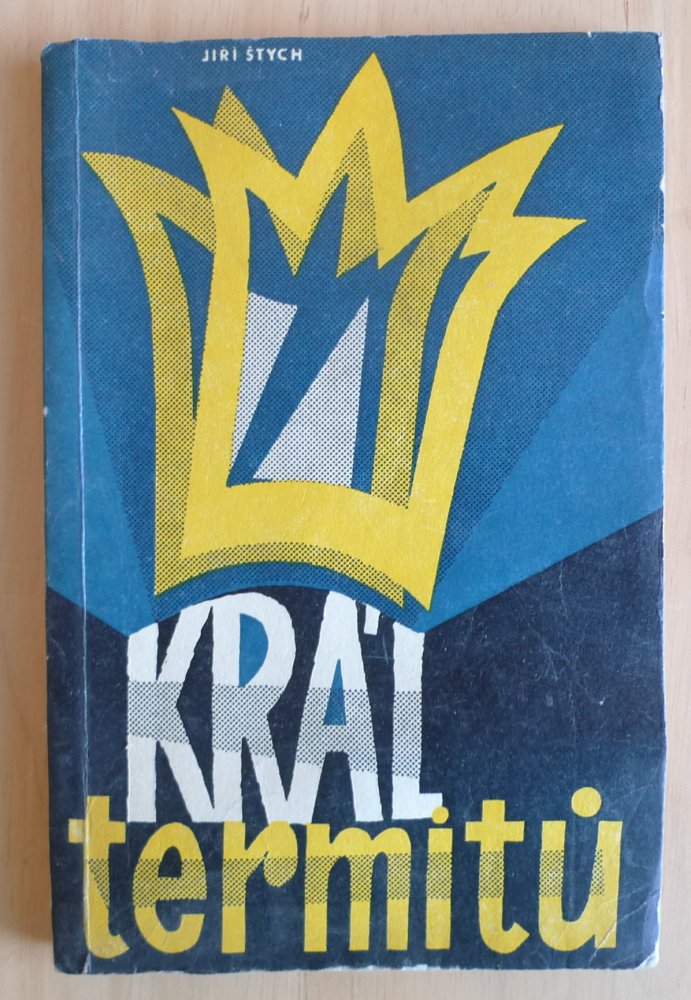 JIŘÍ ŠTYCH
KRÁL
termitů